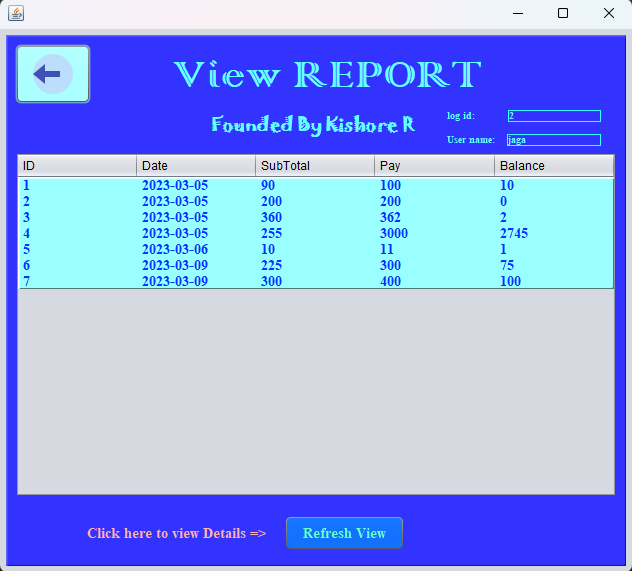 View REPORT
Founded By Kishore R
log id: 2
User name: jaga
ID Date SubTotal Pay Balance
1 2023-03-05 90 100 10
2 2023-03-05 200 200 0
3 2023-03-05 360 362 2
4 2023-03-05 255 3000 2745
5 2023-03-06 10 11 1
6 2023-03-09 225 300 75
7 2023-03-09 300 400 100
Click here to view Details => Refresh View